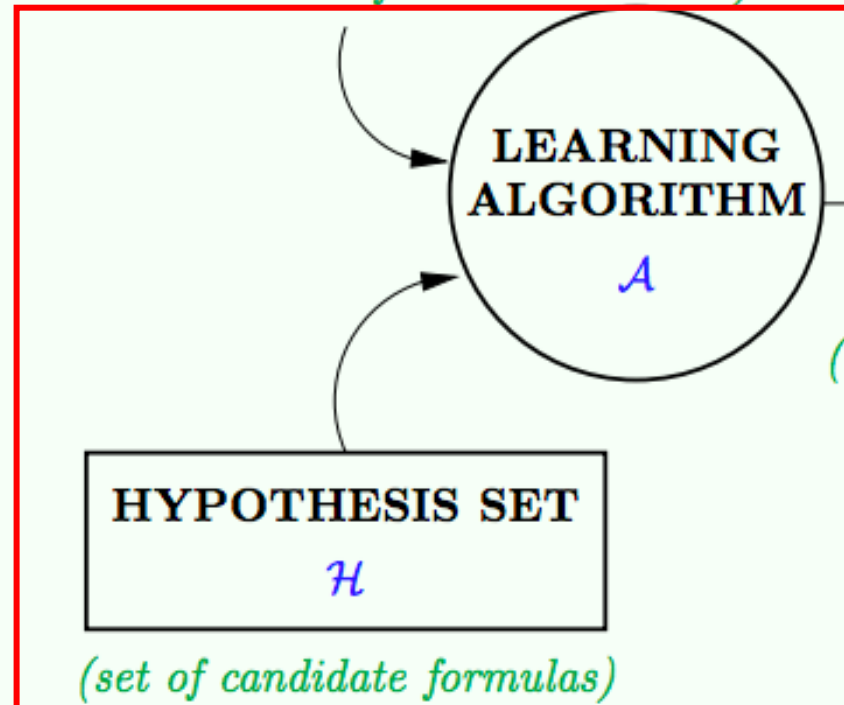 LEARNING
ALGORITHM
𝒜
(
HYPOTHESIS SET
ℋ
(set of candidate formulas)